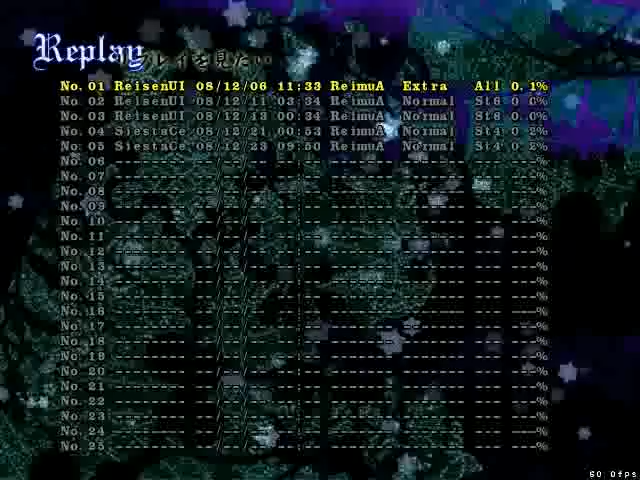 Replay
リプレイを見たい
No. 01 ReisenUI 08/12/06 11:33 ReimuA Extra All 0.1%
No. 02 ReisenUI 08/12/11 03:34 ReimuA Normal St6 0.0%
No. 03 ReisenUI 08/12/13 00:34 ReimuA Normal St6 0.0%
No. 04 SiestaCe 08/12/21 00:53 ReimuA Normal St4 0.2%
No. 05 SiestaCe 08/12/23 09:50 ReimuA Normal St4 0.2%
No. 06 -------- --/--/-- --:-- ------ ------ --- ---%
No. 07 -------- --/--/-- --:-- ------ ------ --- ---%
No. 08 -------- --/--/-- --:-- ------ ------ --- ---%
No. 09 -------- --/--/-- --:-- ------ ------ --- ---%
No. 10 -------- --/--/-- --:-- ------ ------ --- ---%
No. 11 -------- --/--/-- --:-- ------ ------ --- ---%
No. 12 -------- --/--/-- --:-- ------ ------ --- ---%
No. 13 -------- --/--/-- --:-- ------ ------ --- ---%
No. 14 -------- --/--/-- --:-- ------ ------ --- ---%
No. 15 -------- --/--/-- --:-- ------ ------ --- ---%
No. 16 -------- --/--/-- --:-- ------ ------ --- ---%
No. 17 -------- --/--/-- --:-- ------ ------ --- ---%
No. 18 -------- --/--/-- --:-- ------ ------ --- ---%
No. 19 -------- --/--/-- --:-- ------ ------ --- ---%
No. 20 -------- --/--/-- --:-- ------ ------ --- ---%
No. 21 -------- --/--/-- --:-- ------ ------ --- ---%
No. 22 -------- --/--/-- --:-- ------ ------ --- ---%
No. 23 -------- --/--/-- --:-- ------ ------ --- ---%
No. 24 -------- --/--/-- --:-- ------ ------ --- ---%
No. 25 -------- --/--/-- --:-- ------ ------ --- ---%
60.0fps